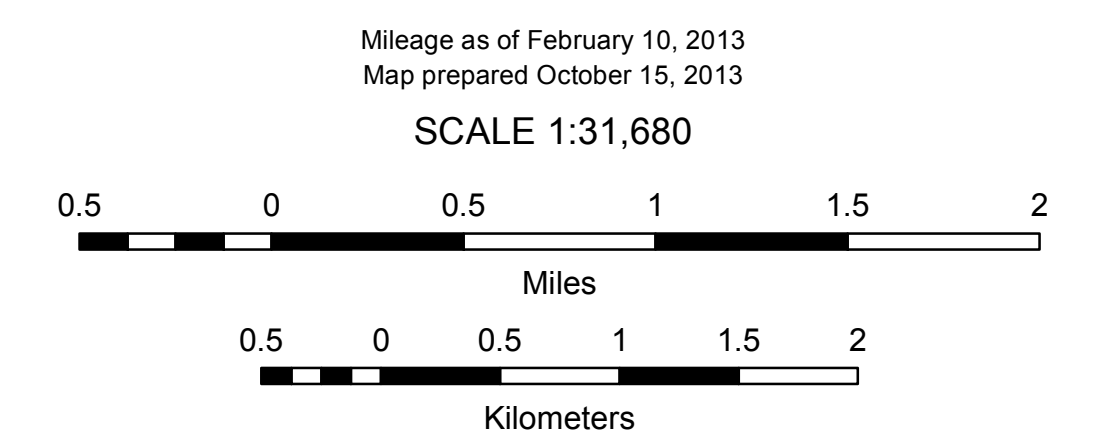 Mileage as of February 10, 2013
Map prepared October 15, 2013
SCALE 1:31,680
0.5 0 0.5 1 1.5 2
Miles
0.5 0 0.5 1 1.5 2
Kilometers